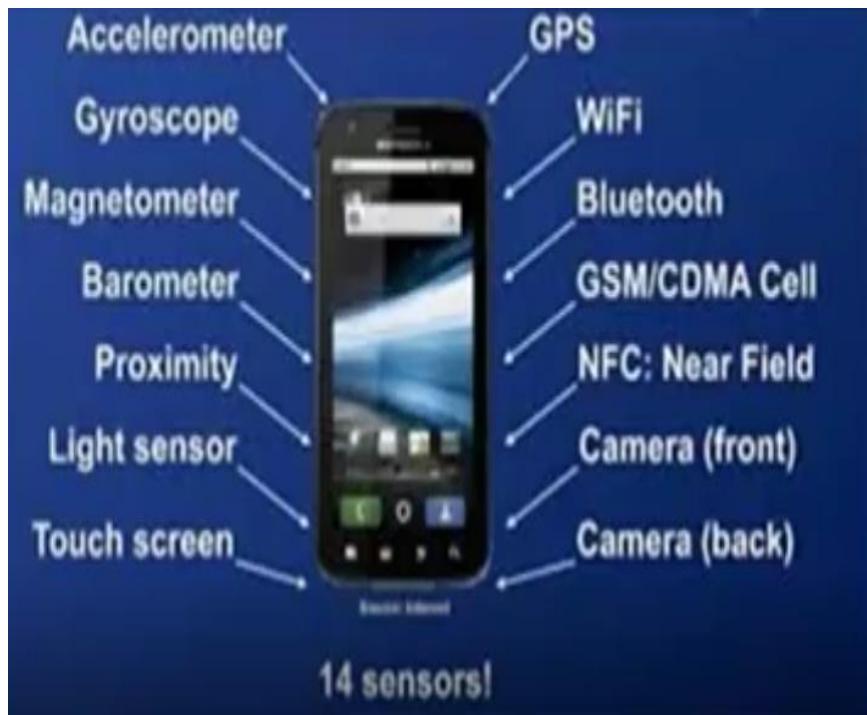 Accelerometer
GPS
Gyroscope
WiFi
Magnetometer
Bluetooth
Barometer
GSM/CDMA Cell
Proximity
NFC: Near Field
Light sensor
Camera (front)
Touch screen
Camera (back)
14 sensors!